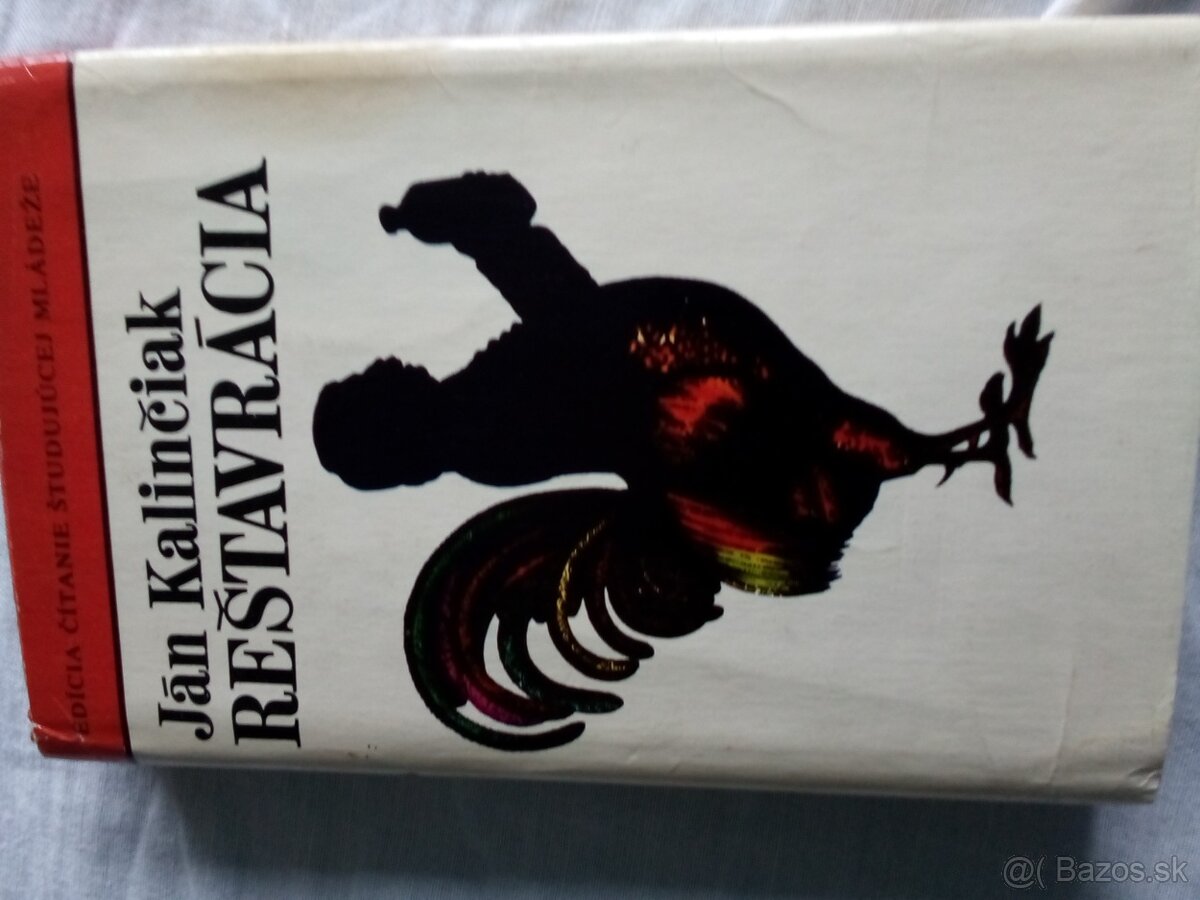 EDÍCIA ČÍTANIE ŠTUDUJÚCEJ MLÁDEŽE
Ján Kalinčiak
REŠTAVRÁCIA
@( Bazos.sk